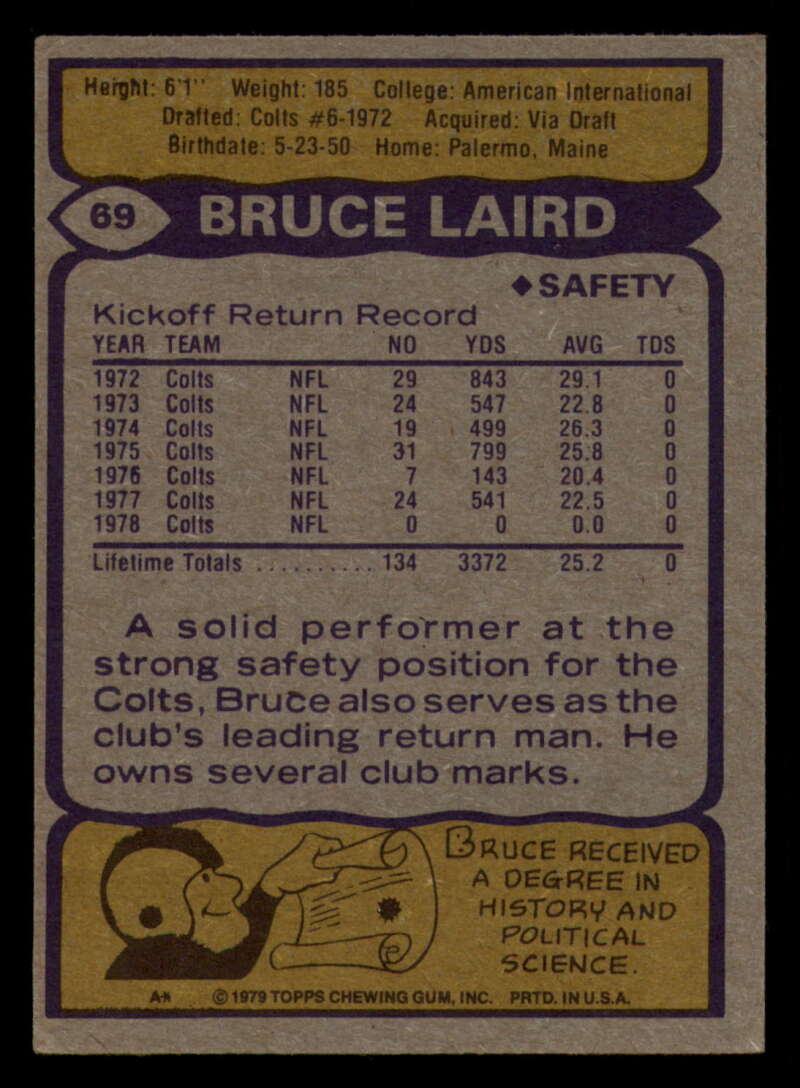 Height: 6'1'' Weight: 185 College: American International
Drafted: Colts #6-1972 Acquired: Via Draft
Birthdate: 5-23-50 Home: Palermo, Maine
69 BRUCE LAIRD
◆SAFETY
Kickoff Return Record
YEAR TEAM NO YDS AVG TDS
1972 Colts NFL 29 843 29.1 0
1973 Colts NFL 24 547 22.8 0
1974 Colts NFL 19 499 26.3 0
1975 Colts NFL 31 799 25.8 0
1976 Colts NFL 7 143 20.4 0
1977 Colts NFL 24 541 22.5 0
1978 Colts NFL 0 0 0.0 0
Lifetime Totals .......... 134 3372 25.2 0
A solid performer at the
strong safety position for the
Colts, Bruce also serves as the
club's leading return man. He
owns several club marks.
BRUCE RECEIVED
A DEGREE IN
HISTORY AND
POLITICAL
SCIENCE.
A* ©1979 TOPPS CHEWING GUM, INC. PRTD. IN U.S.A.